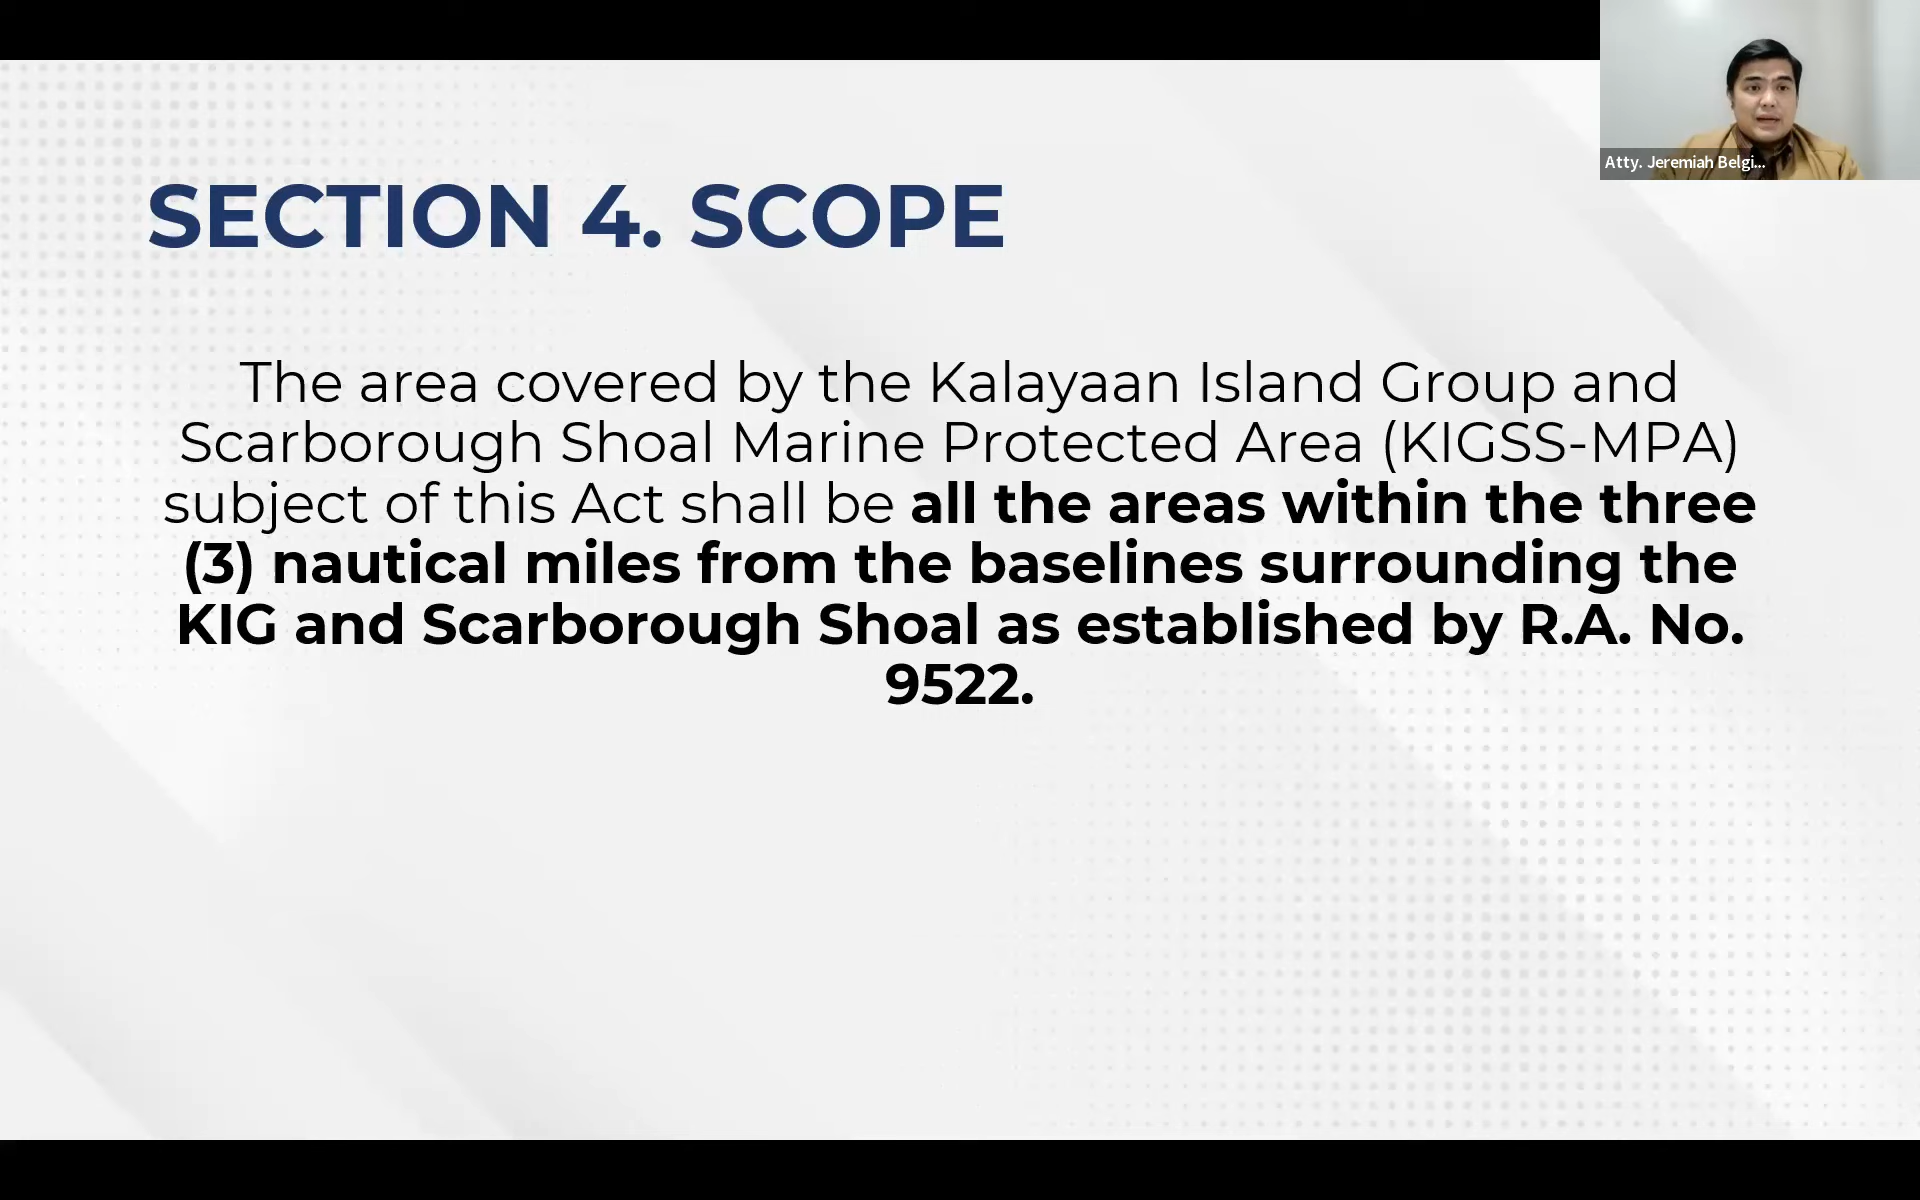 Atty. Jeremiah Belgi...
SECTION 4. SCOPE
The area covered by the Kalayaan Island Group and
Scarborough Shoal Marine Protected Area (KIGSS-MPA)
subject of this Act shall be all the areas within the three
(3) nautical miles from the baselines surrounding the
KIG and Scarborough Shoal as established by R.A. No.
9522.